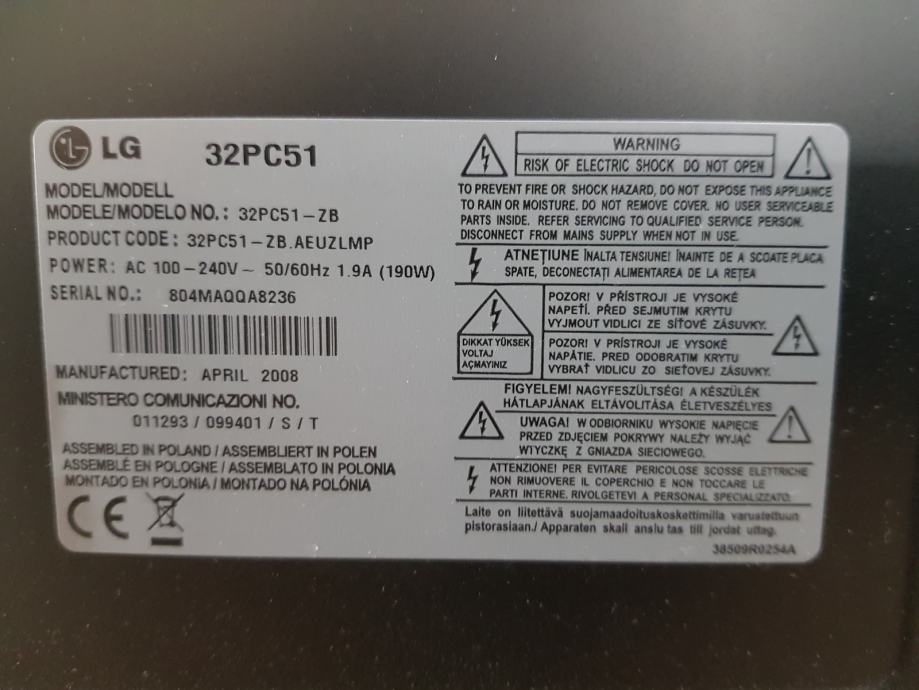 LG 32PC51
MODEL/MODELL
MODELE/MODELO NO.: 32PC51-ZB
PRODUCT CODE: 32PC51-ZB.AEUZLMP
POWER: AC 100-240V~ 50/60Hz 1.9A (190W)
SERIAL NO.: 804MAQQA8236
MANUFACTURED: APRIL 2008
MINISTERO COMUNICAZIONI NO.
011293 / 099401 / S / T
ASSEMBLED IN POLAND / ASSEMBLIERT IN POLEN
ASSEMBLÉ EN POLOGNE / ASSEMBLATO IN POLONIA
MONTADO EN POLONIA / MONTADO NA POLÓNIA
CE
WARNING
RISK OF ELECTRIC SHOCK DO NOT OPEN
TO PREVENT FIRE OR SHOCK HAZARD, DO NOT EXPOSE THIS APPLIANCE
TO RAIN OR MOISTURE. DO NOT REMOVE COVER. NO USER SERVICEABLE
PARTS INSIDE. REFER SERVICING TO QUALIFIED SERVICE PERSON.
DISCONNECT FROM MAINS SUPPLY WHEN NOT IN USE.
ATNEŢIUNE ÎNALTA TENSIUNE! ÎNAINTE DE A SCOATE PLACA
SPATE, DECONECTAŢI ALIMENTAREA DE LA REŢEA
DIKKAT YÜKSEK
VOLTAJ
AÇMAYINIZ
POZOR! V PŘÍSTROJI JE VYSOKÉ
NAPETÍ. PŘED SEJMUTIM KRYTU
VYJMOUT VIDLICI ZE SÍŤOVÉ ZÁSUVKY.
POZOR! V PRÍSTROJI JE VYSOKÉ
NAPÄTIE. PRED ODOBRATIM KRYTU
VYBRAŤ VIDLICU ZO SIEŤOVEJ ZÁSUVKY.
FIGYELEM! NAGYFESZÜLTSÉG! A KÉSZÜLÉK
HÁTLAPJÁNAK ELTÁVOLITÁSA ÉLETVESZÉLYES
UWAGA! W ODBIORNIKU WYSOKIE NAPIĘCIE
PRZED ZDJĘCIEM POKRYWY NALEŻY WYJĄĆ
WTYCZKĘ Z GNIAZDA SIECIOWEGO.
ATTENZIONE! PER EVITARE PERICOLOSE SCOSSE ELETTRICHE
NON RIMUOVERE IL COPERCHIO E NON TOCCARE LE
PARTI INTERNE. RIVOLGETEVI A PERSONAL SPECIALIZZATO.
Laite on liitettävä suojamaadoituskoskettimilla varustettuun
pistorasiaan./ Apparaten skall anslu tas till jordat uttag.
38509R0254A